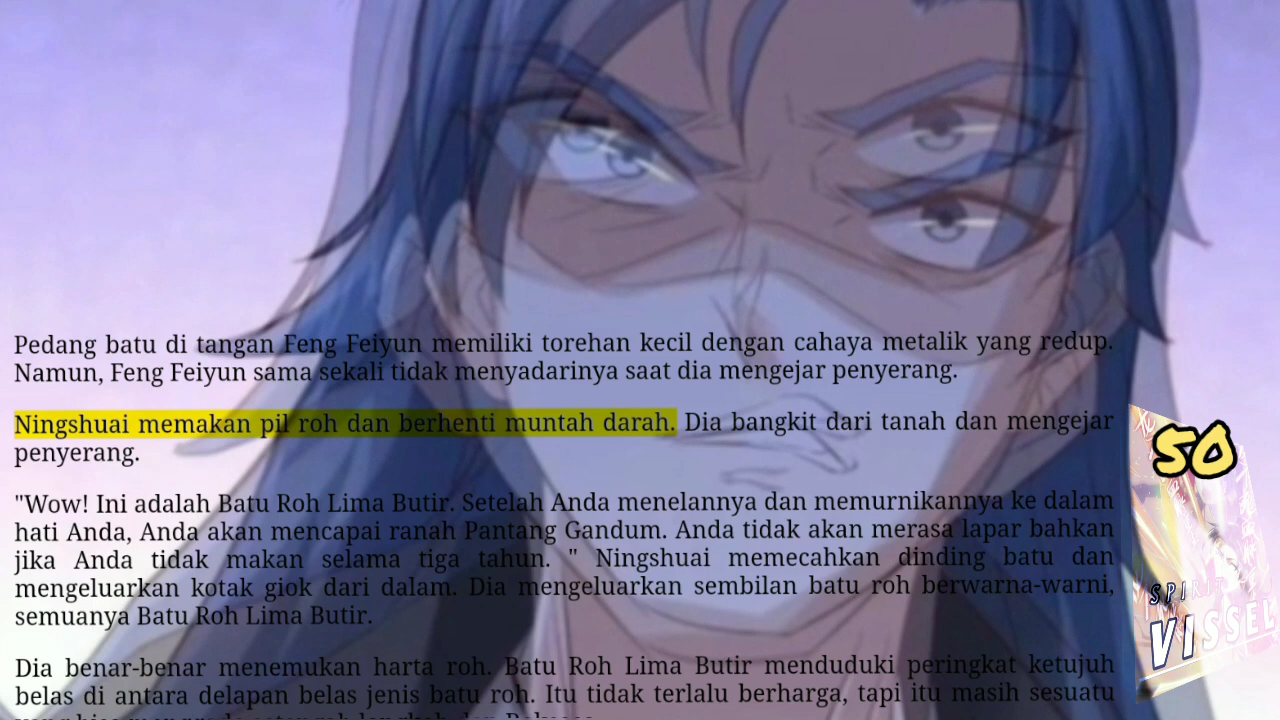 Pedang batu di tangan Feng Feiyun memiliki torehan kecil dengan cahaya metalik yang redup.
Namun, Feng Feiyun sama sekali tidak menyadarinya saat dia mengejar penyerang.
Ningshuai memakan pil roh dan berhenti muntah darah. Dia bangkit dari tanah dan mengejar
penyerang.
"Wow! Ini adalah Batu Roh Lima Butir. Setelah Anda menelannya dan memurnikannya ke dalam
hati Anda, Anda akan mencapai ranah Pantang Gandum. Anda tidak akan merasa lapar bahkan
jika Anda tidak makan selama tiga tahun. " Ningshuai memecahkan dinding batu dan
mengeluarkan kotak giok dari dalam. Dia mengeluarkan sembilan batu roh berwarna-warni,
semuanya Batu Roh Lima Butir.
Dia benar-benar menemukan harta roh. Batu Roh Lima Butir menduduki peringkat ketujuh
belas di antara delapan belas jenis batu roh. Itu tidak terlalu berharga, tapi itu masih sesuatu
50
SPIRIT
VISSEL